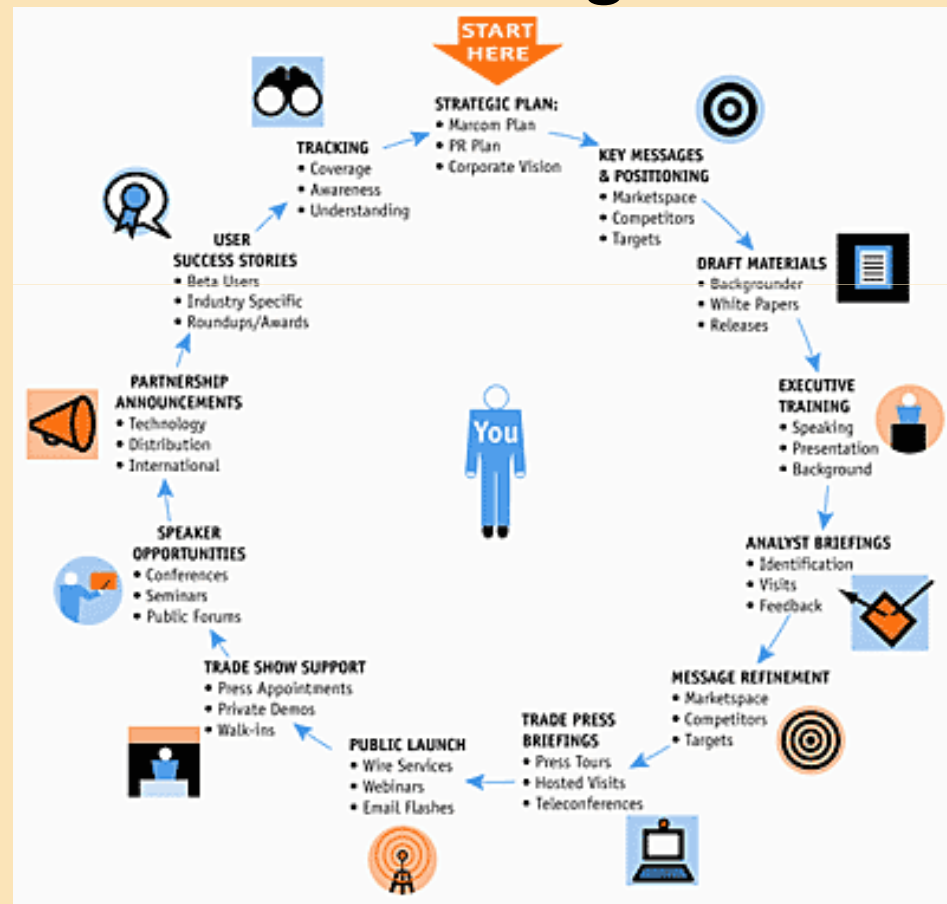 START
HERE
STRATEGIC PLAN:
• Marcom Plan
• PR Plan
• Corporate Vision
KEY MESSAGES
& POSITIONING
• Marketspace
• Competitors
• Targets
DRAFT MATERIALS
• Backgrounder
• White Papers
• Releases
EXECUTIVE
TRAINING
• Speaking
• Presentation
• Background
ANALYST BRIEFINGS
• Identification
• Visits
• Feedback
MESSAGE REFINEMENT
• Marketspace
• Competitors
• Targets
TRADE PRESS
BRIEFINGS
• Press Tours
• Hosted Visits
• Teleconferences
PUBLIC LAUNCH
• Wire Services
• Webinars
• Email Flashes
TRADE SHOW SUPPORT
• Press Appointments
• Private Demos
• Walk-ins
SPEAKER
OPPORTUNITIES
• Conferences
• Seminars
• Public Forums
PARTNERSHIP
ANNOUNCEMENTS
• Technology
• Distribution
• International
USER
SUCCESS STORIES
• Beta Users
• Industry Specific
• Roundups/Awards
TRACKING
• Coverage
• Awareness
• Understanding
You